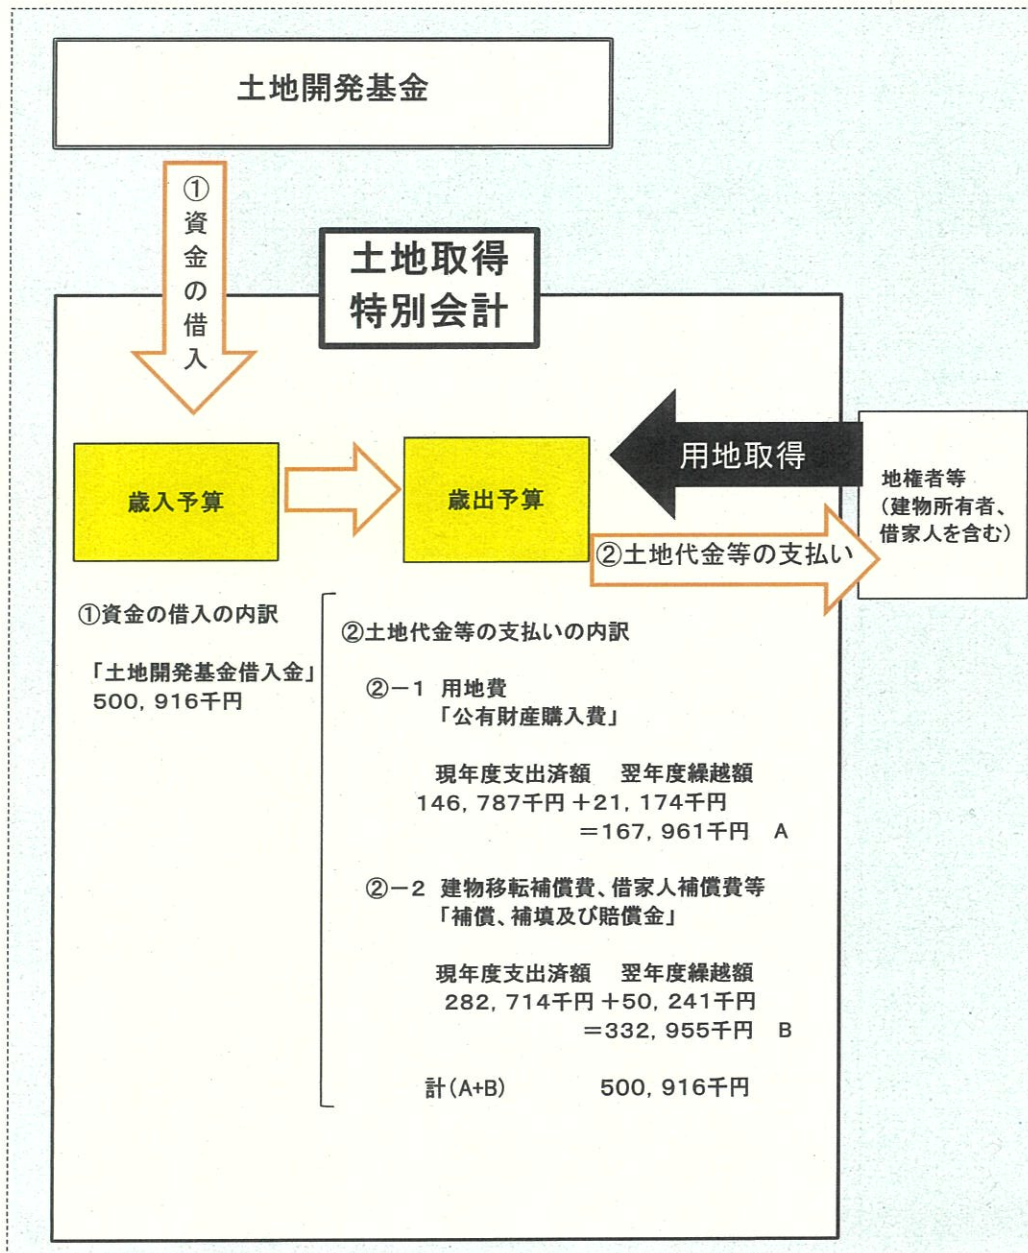 土地開発基金
①資金の借入
土地取得
特別会計
歳入予算
歳出予算
用地取得
②土地代金等の支払い
地権者等
(建物所有者、
借家人を含む)
①資金の借入の内訳
「土地開発基金借入金」
500,916千円
②土地代金等の支払いの内訳
②－1 用地費
「公有財産購入費」
現年度支出済額 翌年度繰越額
146,787千円＋21,174千円
＝167,961千円 A
②－2 建物移転補償費、借家人補償費等
「補償、補填及び賠償金」
現年度支出済額 翌年度繰越額
282,714千円＋50,241千円
＝332,955千円 B
計(A+B) 500,916千円